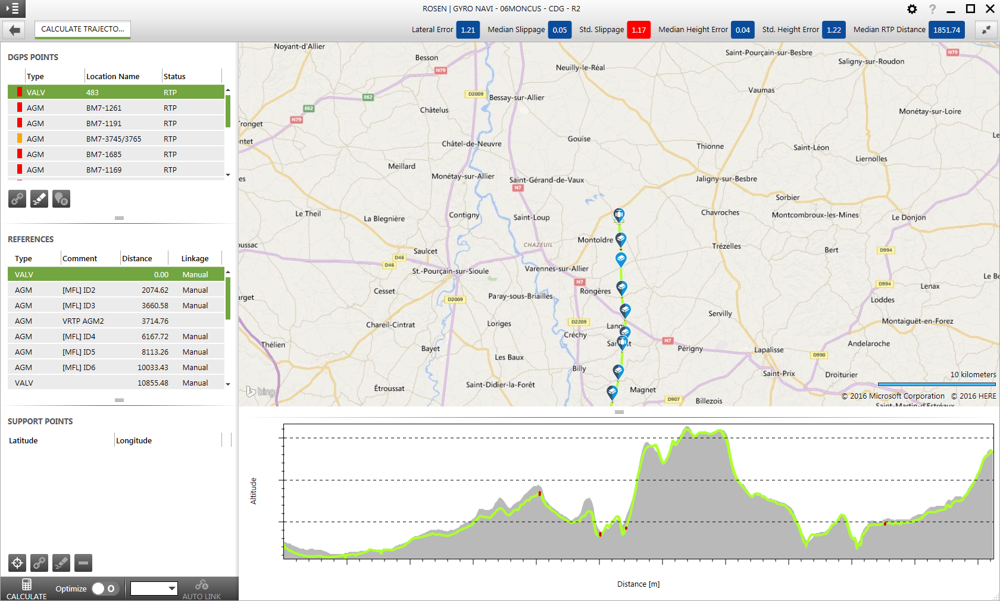 ROSEN | GYRO NAVI - 06MONCUS - CDG - R2
CALCULATE TRAJECTO...
Lateral Error 1.21 Median Slippage 0.05 Std. Slippage 1.17 Median Height Error 0.04 Std. Height Error 1.22 Median RTP Distance 1851.74
DGPS POINTS
Type Location Name Status
VALV 483 RTP
AGM BM7-1261 RTP
AGM BM7-1191 RTP
AGM BM7-3745/3765 RTP
AGM BM7-1685 RTP
AGM BM7-1169 RTP
REFERENCES
Type Comment Distance Linkage
VALV 0.00 Manual
AGM [MFL] ID2 2074.62 Manual
AGM [MFL] ID3 3660.58 Manual
AGM VRTP AGM2 3714.76
AGM [MFL] ID4 6167.72 Manual
AGM [MFL] ID5 8113.26 Manual
AGM [MFL] ID6 10033.43 Manual
VALV 10855.48 Manual
SUPPORT POINTS
Latitude Longitude
CALCULATE
Optimize O
AUTO LINK
Noyant-d'Allier
Besson
Saint-Pourçain-sur-Besbre
N79
Saligny-sur-Roudon
Neuilly-le-Réal
N79
E62
D2009
Bessay-sur-Allier
Vaumas
E62
Châtelus
Monétay-sur-Loire
N79
Tronget
Gouise
Châtel-de-Neuvre
Thionne
Saint-Léon
Liernolles
Meillard
Monétay-sur-Allier
Saint-Gérand-de-Vaux
Jaligny-sur-Besbre
N7
Sorbier
Le Theil
La Blegnière
Contigny
Saint-Loup
Chavroches
Montcombroux-les-Mines
Le Donjon
Montoldre
CHAZEUIL
Trézelles
Bert
D994
Saulcet
D46
D46
St.-Pourçain-sur-Sioule
Varennes-sur-Allier
N7
Cesset
Paray-sous-Briailles
Rongères
D994
Lenax
Loddes
D2009
Servilly
Chareil-Cintrat
Loriges
D2209
Montaiguët-en-Forez
Créchy
N7
Thélien
Bayet
Périgny
Lapalisse
Andelaroche
Les Baux
D990
Billy
Saint-Prix
Droiturier
10 kilometers
Étroussat
Saint-Didier-la-Forêt
Magnet
D907
Billezois
bing
© 2016 Microsoft Corporation © 2016 HERE
Saint-Martin-d'Estréaux
Altitude
Distance [m]